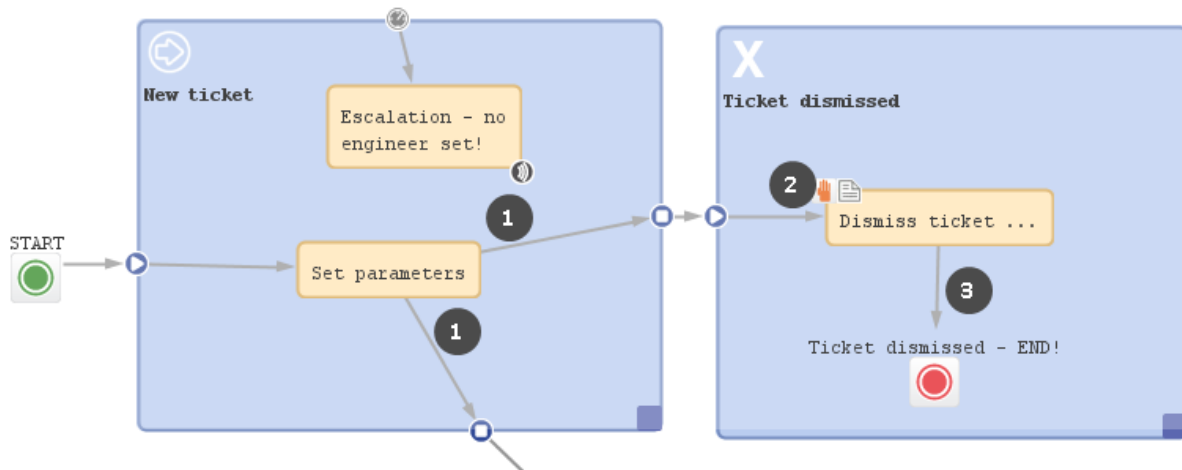 New ticket
Escalation - no
engineer set!
1
START
Set parameters
1
X
Ticket dismissed
2
Dismiss ticket ...
3
Ticket dismissed - END!